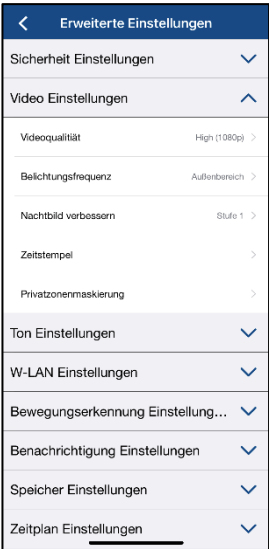 Erweiterte Einstellungen
Sicherheit Einstellungen
Video Einstellungen
Videoqualität High (1080p)
Belichtungsfrequenz Außenbereich
Nachtbild verbessern Stufe 1
Zeitstempel
Privatzonenmaskierung
Ton Einstellungen
W-LAN Einstellungen
Bewegungserkennung Einstellung...
Benachrichtigung Einstellungen
Speicher Einstellungen
Zeitplan Einstellungen